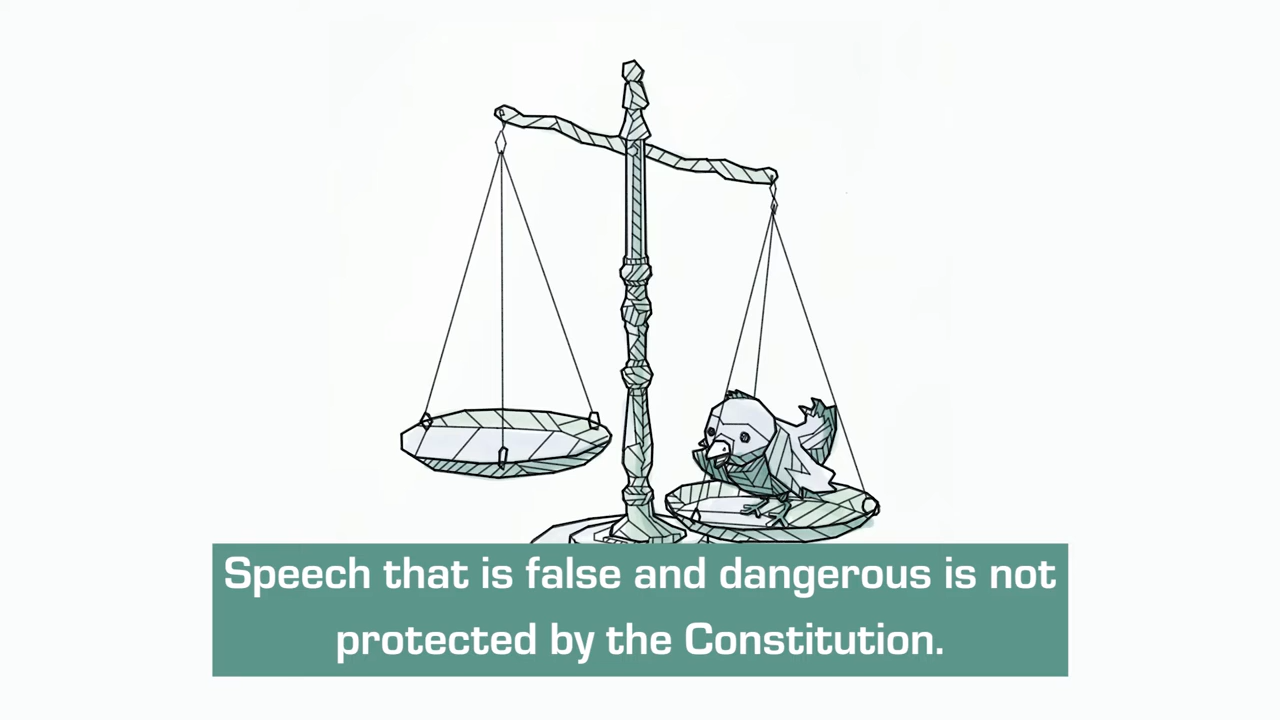 Speech that is false and dangerous is not
protected by the Constitution.